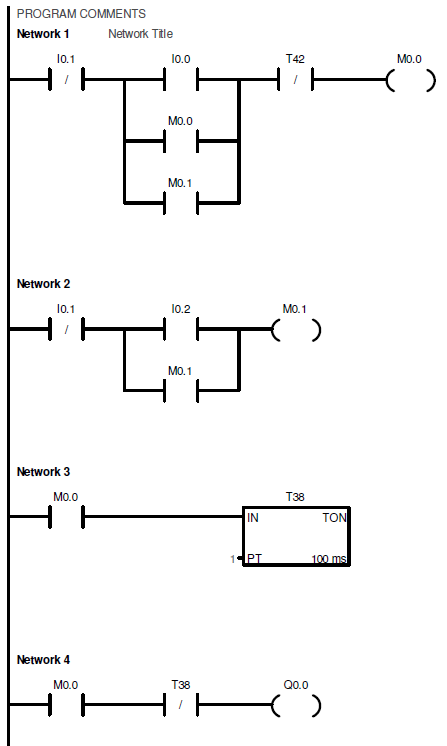 PROGRAM COMMENTS
Network 1 Network Title
I0.1 I0.0 T42 M0.0
/ /
M0.0
M0.1
Network 2
I0.1 I0.2 M0.1
/
M0.1
Network 3
M0.0 T38
IN TON
1 PT 100 ms
Network 4
M0.0 T38 Q0.0
/